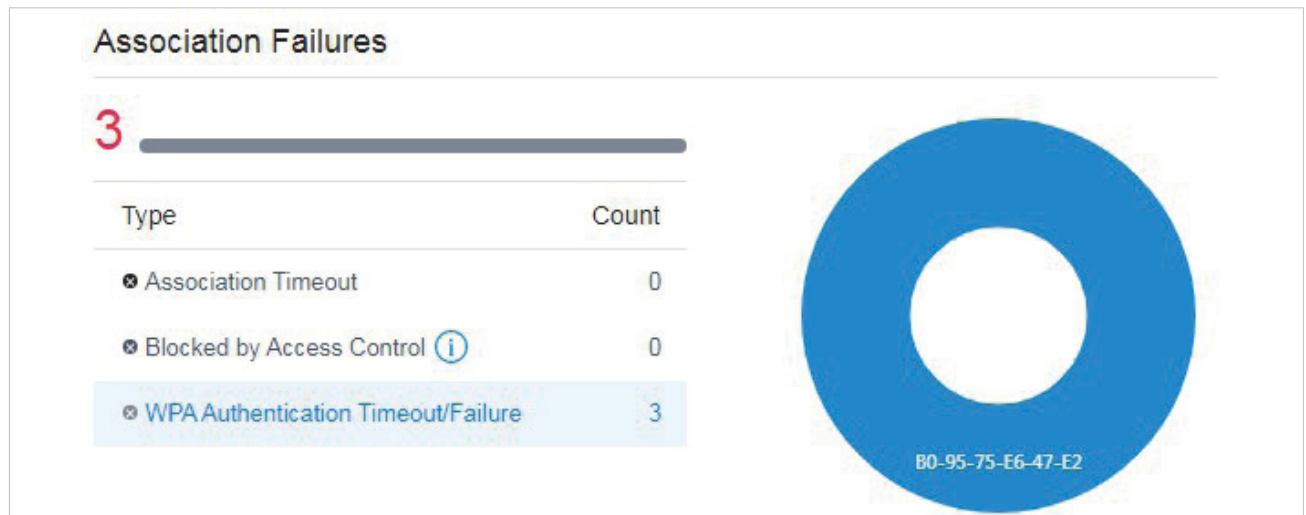 Association Failures
3
Type Count
Association Timeout 0
Blocked by Access Control i 0
WPA Authentication Timeout/Failure 3
B0-95-75-E6-47-E2